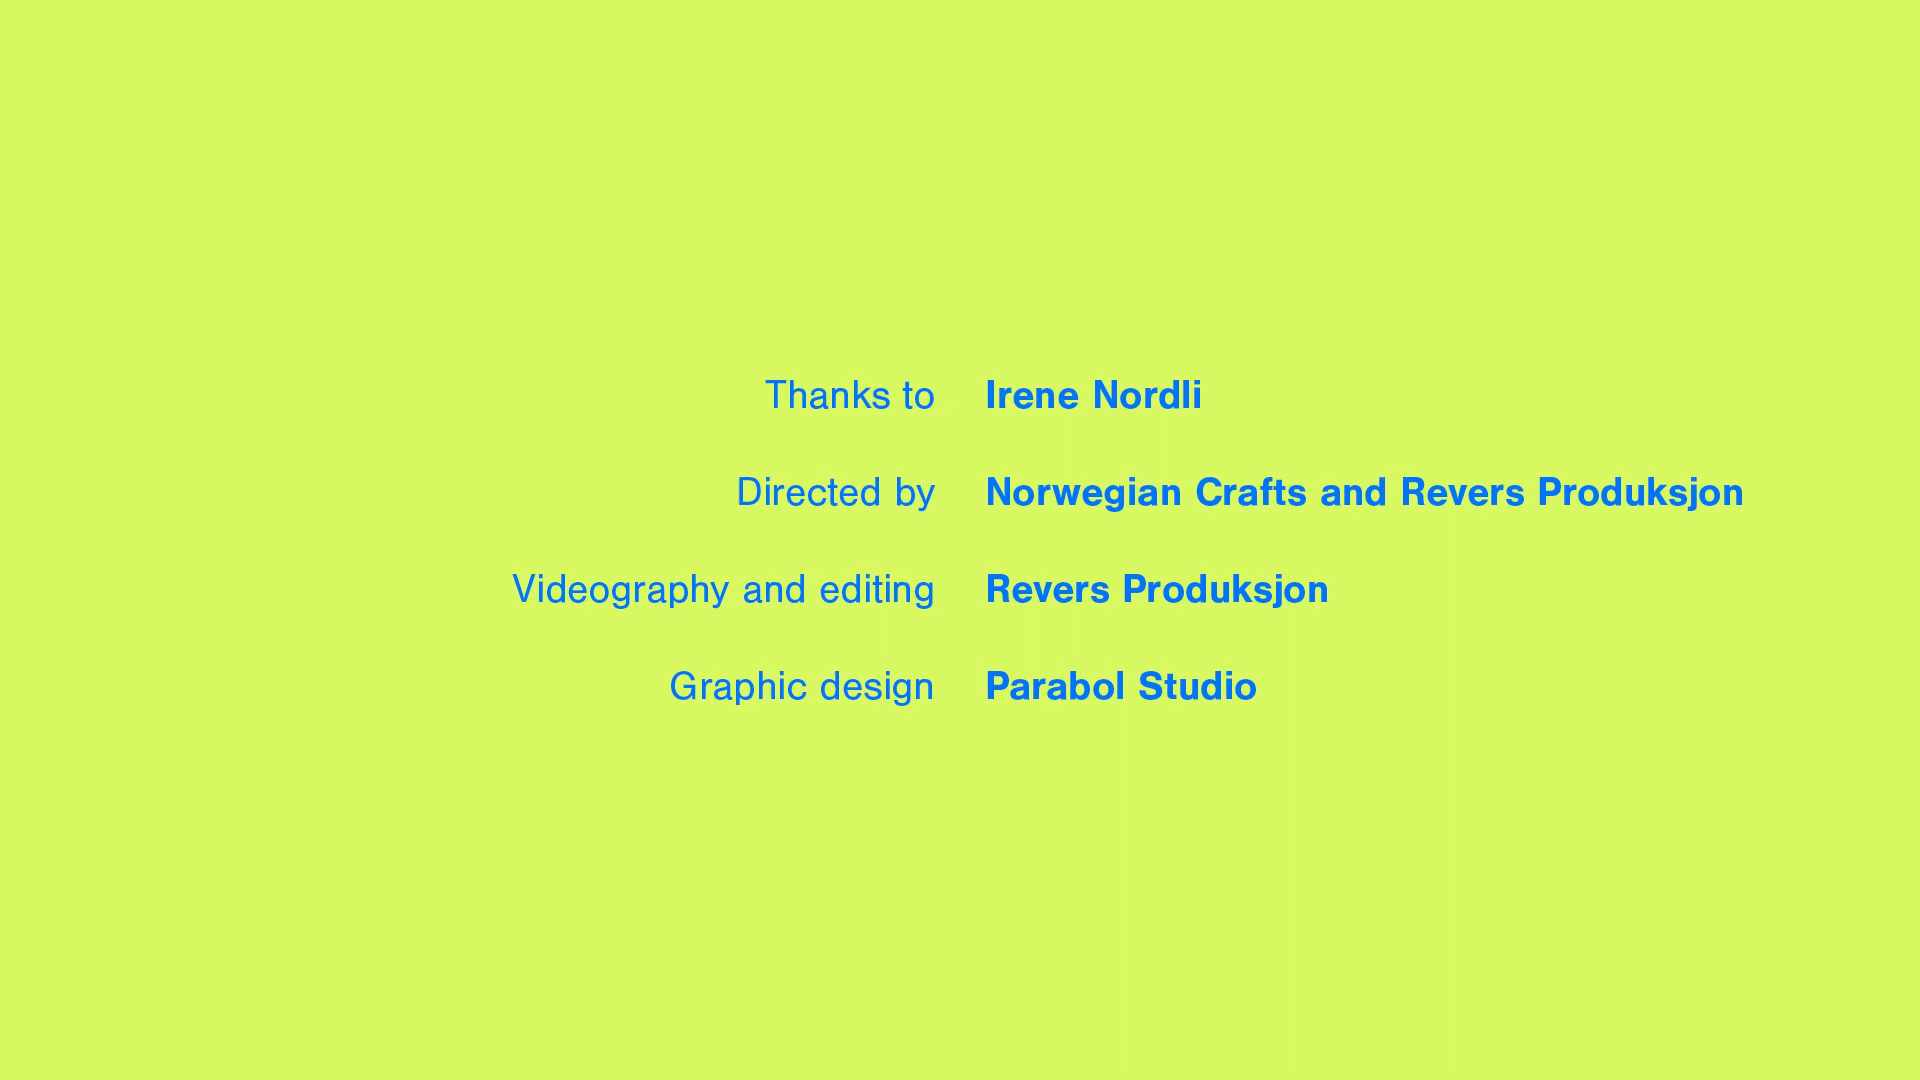 Thanks to Irene Nordli
Directed by Norwegian Crafts and Revers Produksjon
Videography and editing Revers Produksjon
Graphic design Parabol Studio